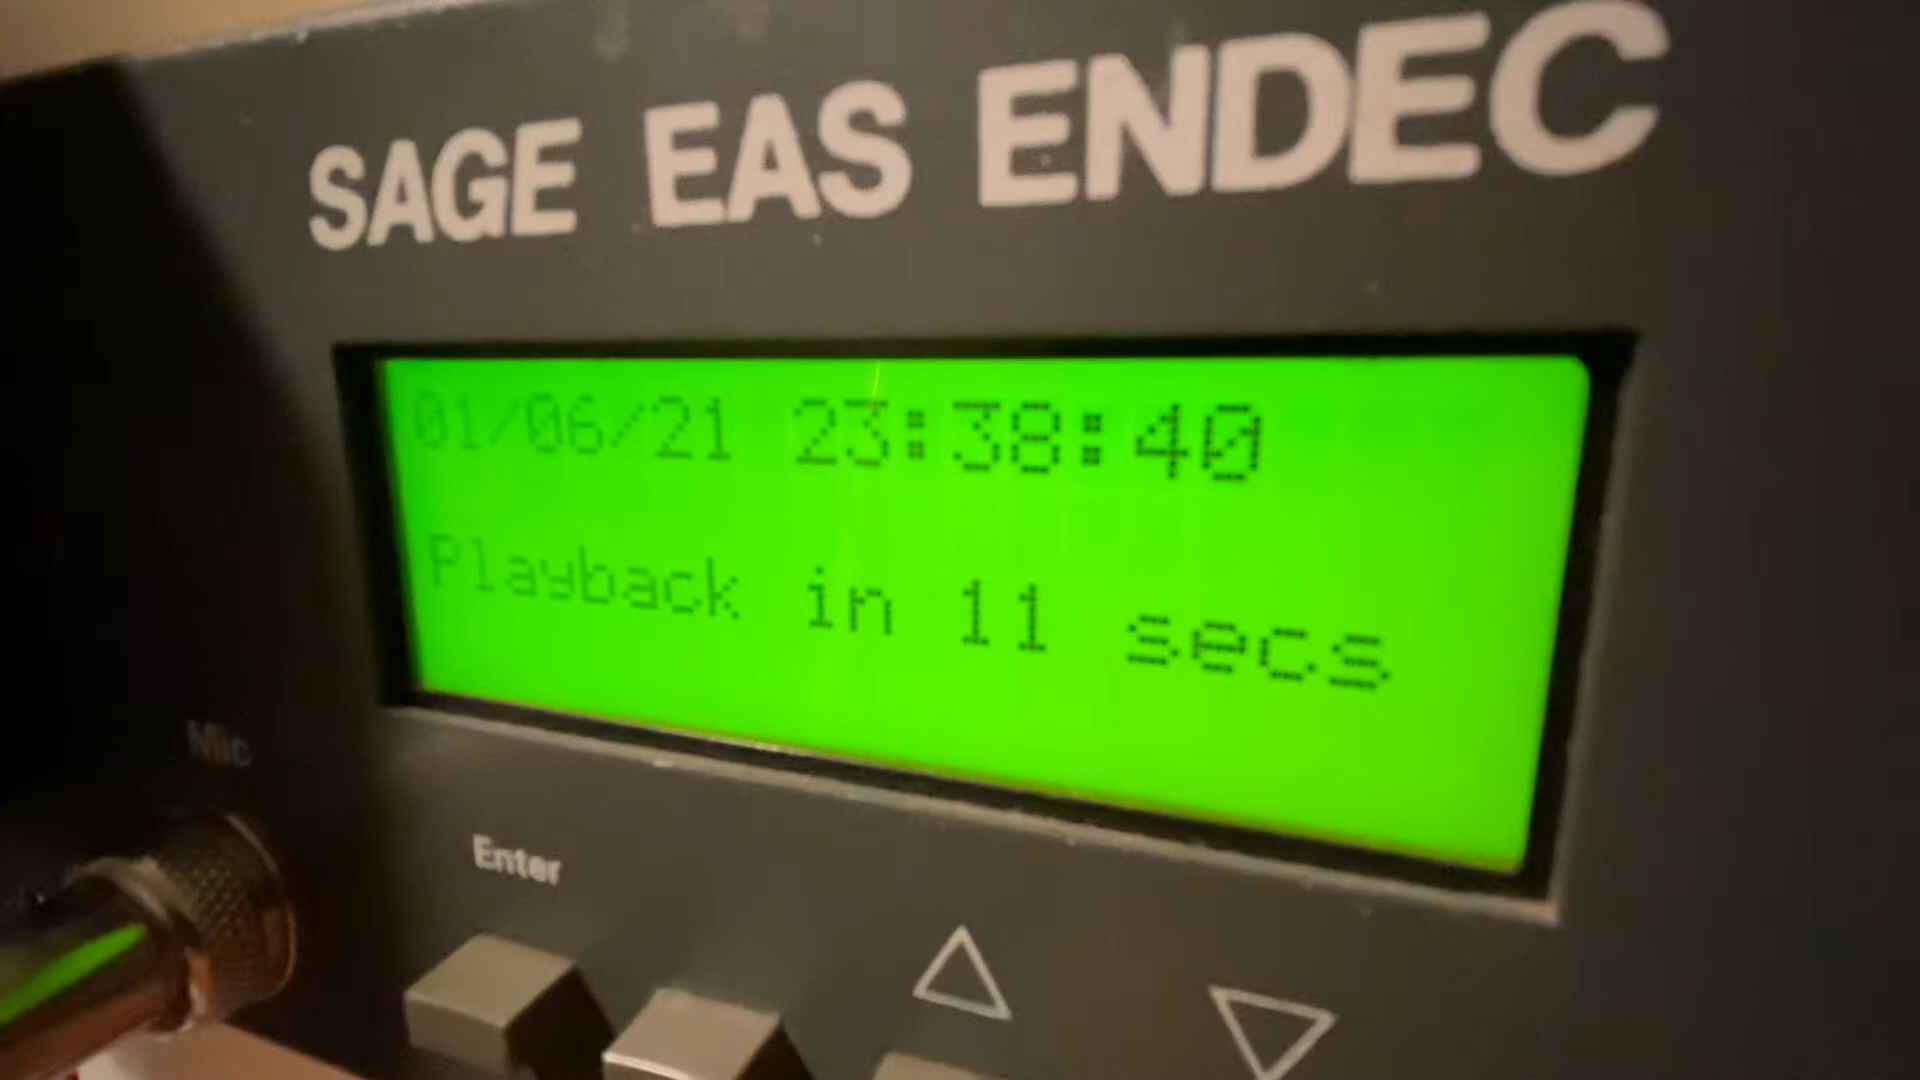 SAGE EAS ENDEC
01/06/21 23:38:40
Playback in 11 secs
Mic
Enter